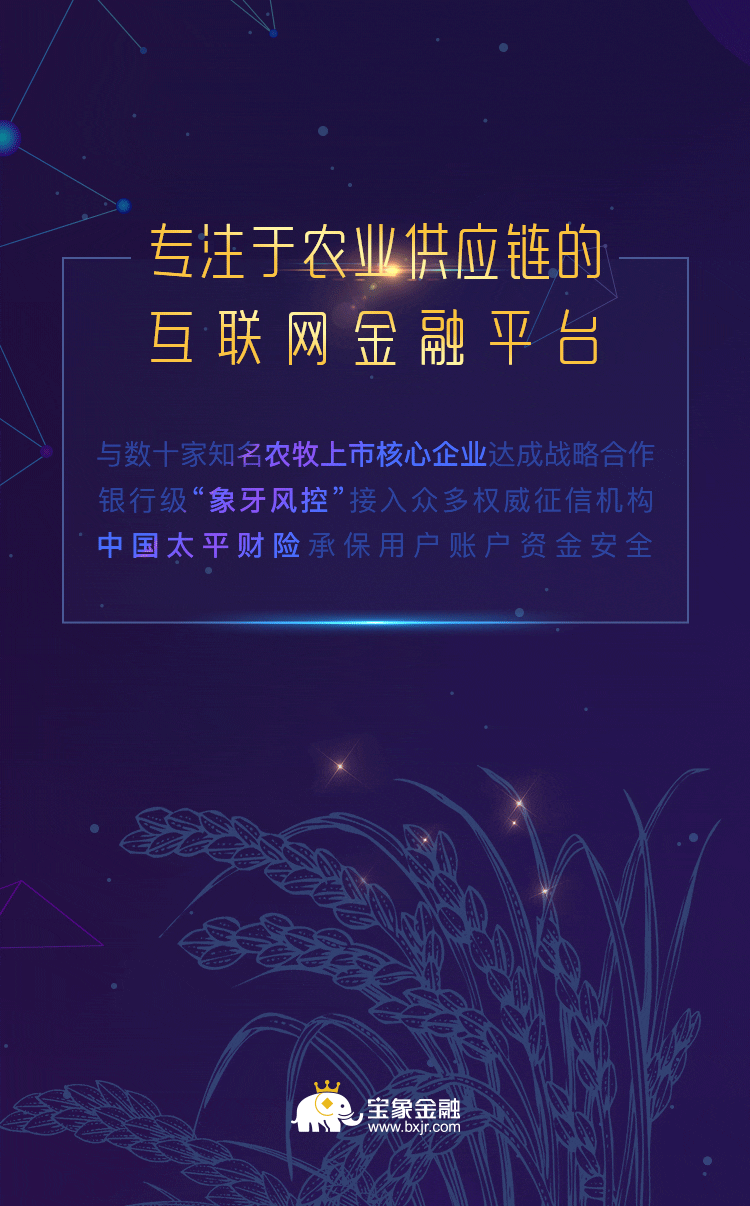 专注于农业供应链的
互联网金融平台
与数十家知名农牧上市核心企业达成战略合作
银行级“象牙风控”接入众多权威征信机构
中国太平财险承保用户账户资金安全
宝象金融
www.bxjr.com